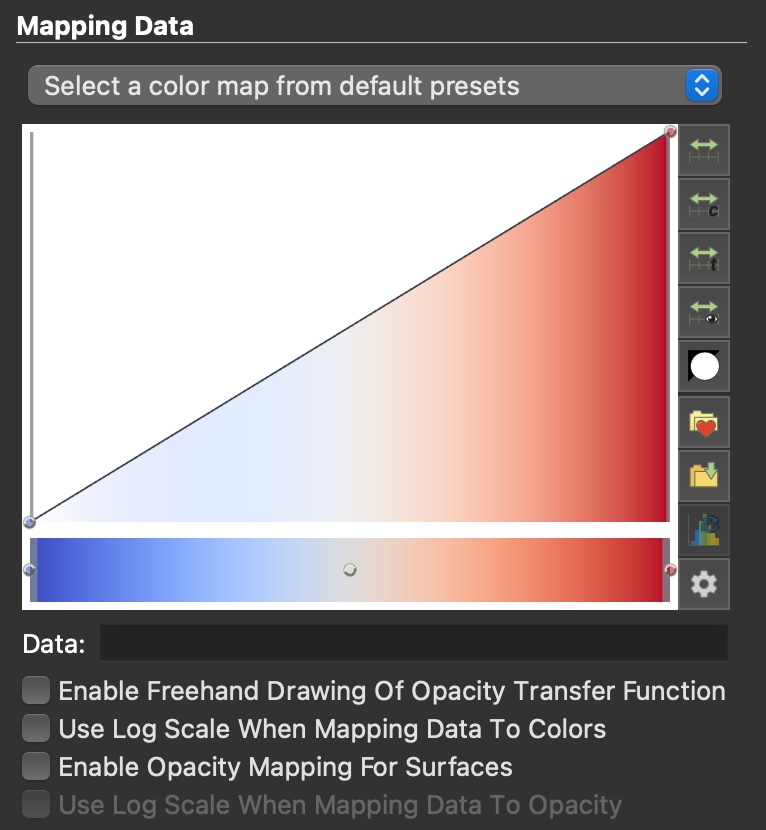 Mapping Data
Select a color map from default presets
c
t
Data:
Enable Freehand Drawing Of Opacity Transfer Function
Use Log Scale When Mapping Data To Colors
Enable Opacity Mapping For Surfaces
Use Log Scale When Mapping Data To Opacity